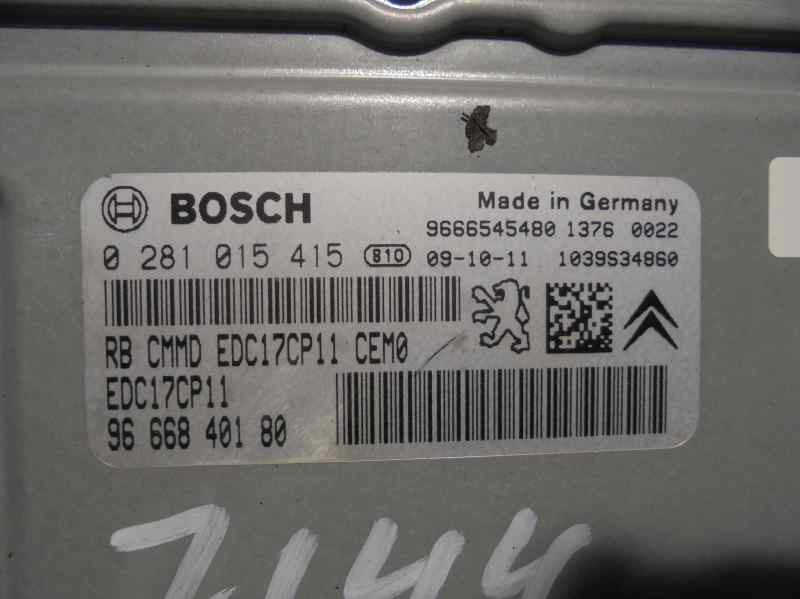 BOSCH
Made in Germany
9666545480 1376 0022
0 281 015 415 810 09-10-11 1039S34860
RB CMMD EDC17CP11 CEM0
EDC17CP11
96 668 401 80
7144